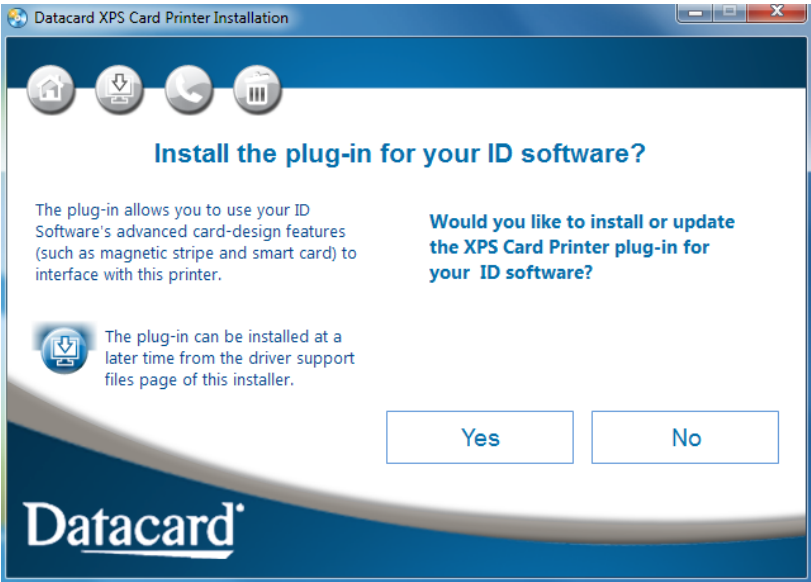 Datacard XPS Card Printer Installation
Install the plug-in for your ID software?
The plug-in allows you to use your ID
Software's advanced card-design features
(such as magnetic stripe and smart card) to
interface with this printer.
Would you like to install or update
the XPS Card Printer plug-in for
your  ID software?
The plug-in can be installed at a
later time from the driver support
files page of this installer.
Yes
No
Datacard